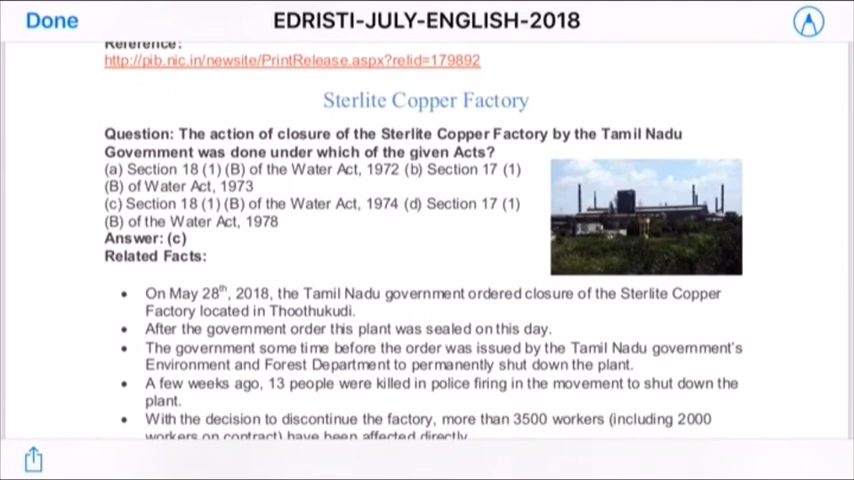 Done
EDRISTI-JULY-ENGLISH-2018
Reference:
http://pib.nic.in/newsite/PrintRelease.aspx?relid=179892
Sterlite Copper Factory
Question: The action of closure of the Sterlite Copper Factory by the Tamil Nadu
Government was done under which of the given Acts?
(a) Section 18 (1) (B) of the Water Act, 1972 (b) Section 17 (1)
(B) of Water Act, 1973
(c) Section 18 (1) (B) of the Water Act, 1974 (d) Section 17 (1)
(B) of the Water Act, 1978
Answer: (c)
Related Facts:
• On May 28th, 2018, the Tamil Nadu government ordered closure of the Sterlite Copper
Factory located in Thoothukudi.
• After the government order this plant was sealed on this day.
• The government some time before the order was issued by the Tamil Nadu government's
Environment and Forest Department to permanently shut down the plant.
• A few weeks ago, 13 people were killed in police firing in the movement to shut down the
plant.
• With the decision to discontinue the factory, more than 3500 workers (including 2000
workers on contract) have been affected directly